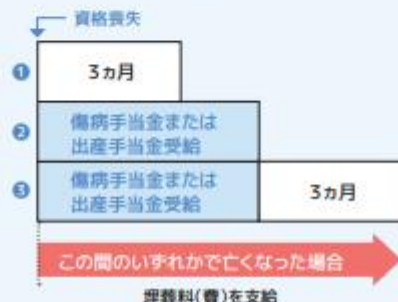 資格喪失
❶ 3ヵ月
❷ 傷病手当金または
出産手当金受給
❸ 傷病手当金または
出産手当金受給
3ヵ月
この間のいずれかで亡くなった場合
埋葬料(費)を支給